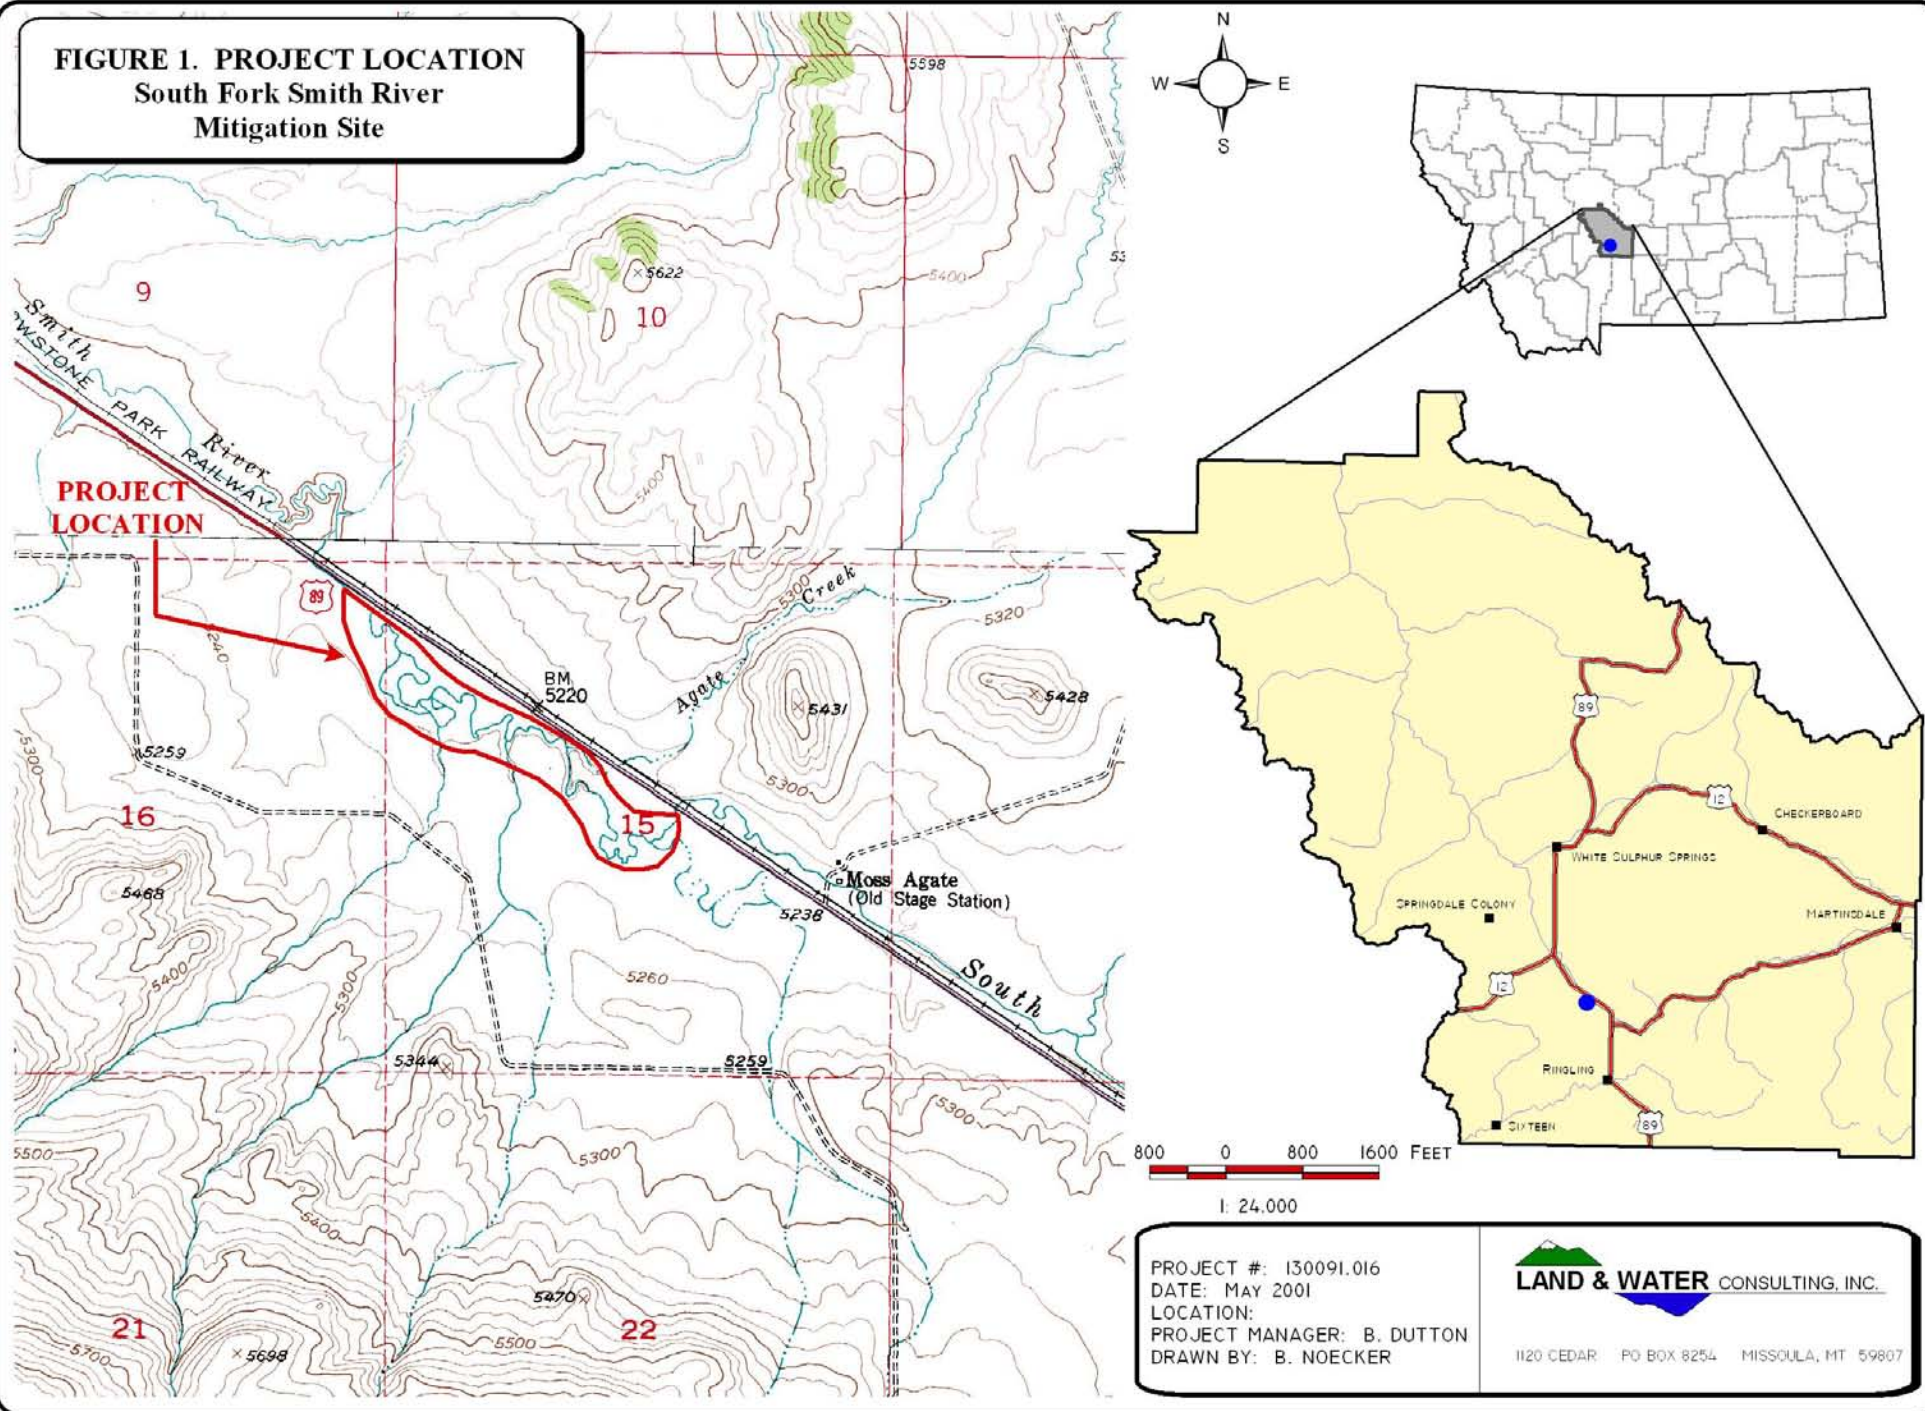 FIGURE 1. PROJECT LOCATION
South Fork Smith River
Mitigation Site
N
W
E
S
5598
5622
5400
9
10
Smith
OWSTONE
PARK
River
RAILWAY
5400
PROJECT
LOCATION
89
5240
5300
Creek
5320
BM
5220
Agate
5431
5428
5300
5259
5300
16
15
Moss Agate
(Old Stage Station)
5238
5468
5400
5300
5260
South
5344
5259
5300
5500
5300
5400
5470
21
22
5700
5698
5500
89
12
CHECKERBOARD
WHITE SULPHUR SPRINGS
SPRINGDALE COLONY
MARTINSDALE
12
RINGLING
SIXTEEN
89
800 0 800 1600 FEET
1: 24,000
PROJECT #: 130091.016
DATE: MAY 2001
LOCATION:
PROJECT MANAGER: B. DUTTON
DRAWN BY: B. NOECKER
LAND & WATER CONSULTING, INC.
1120 CEDAR PO BOX 8254 MISSOULA, MT 59807